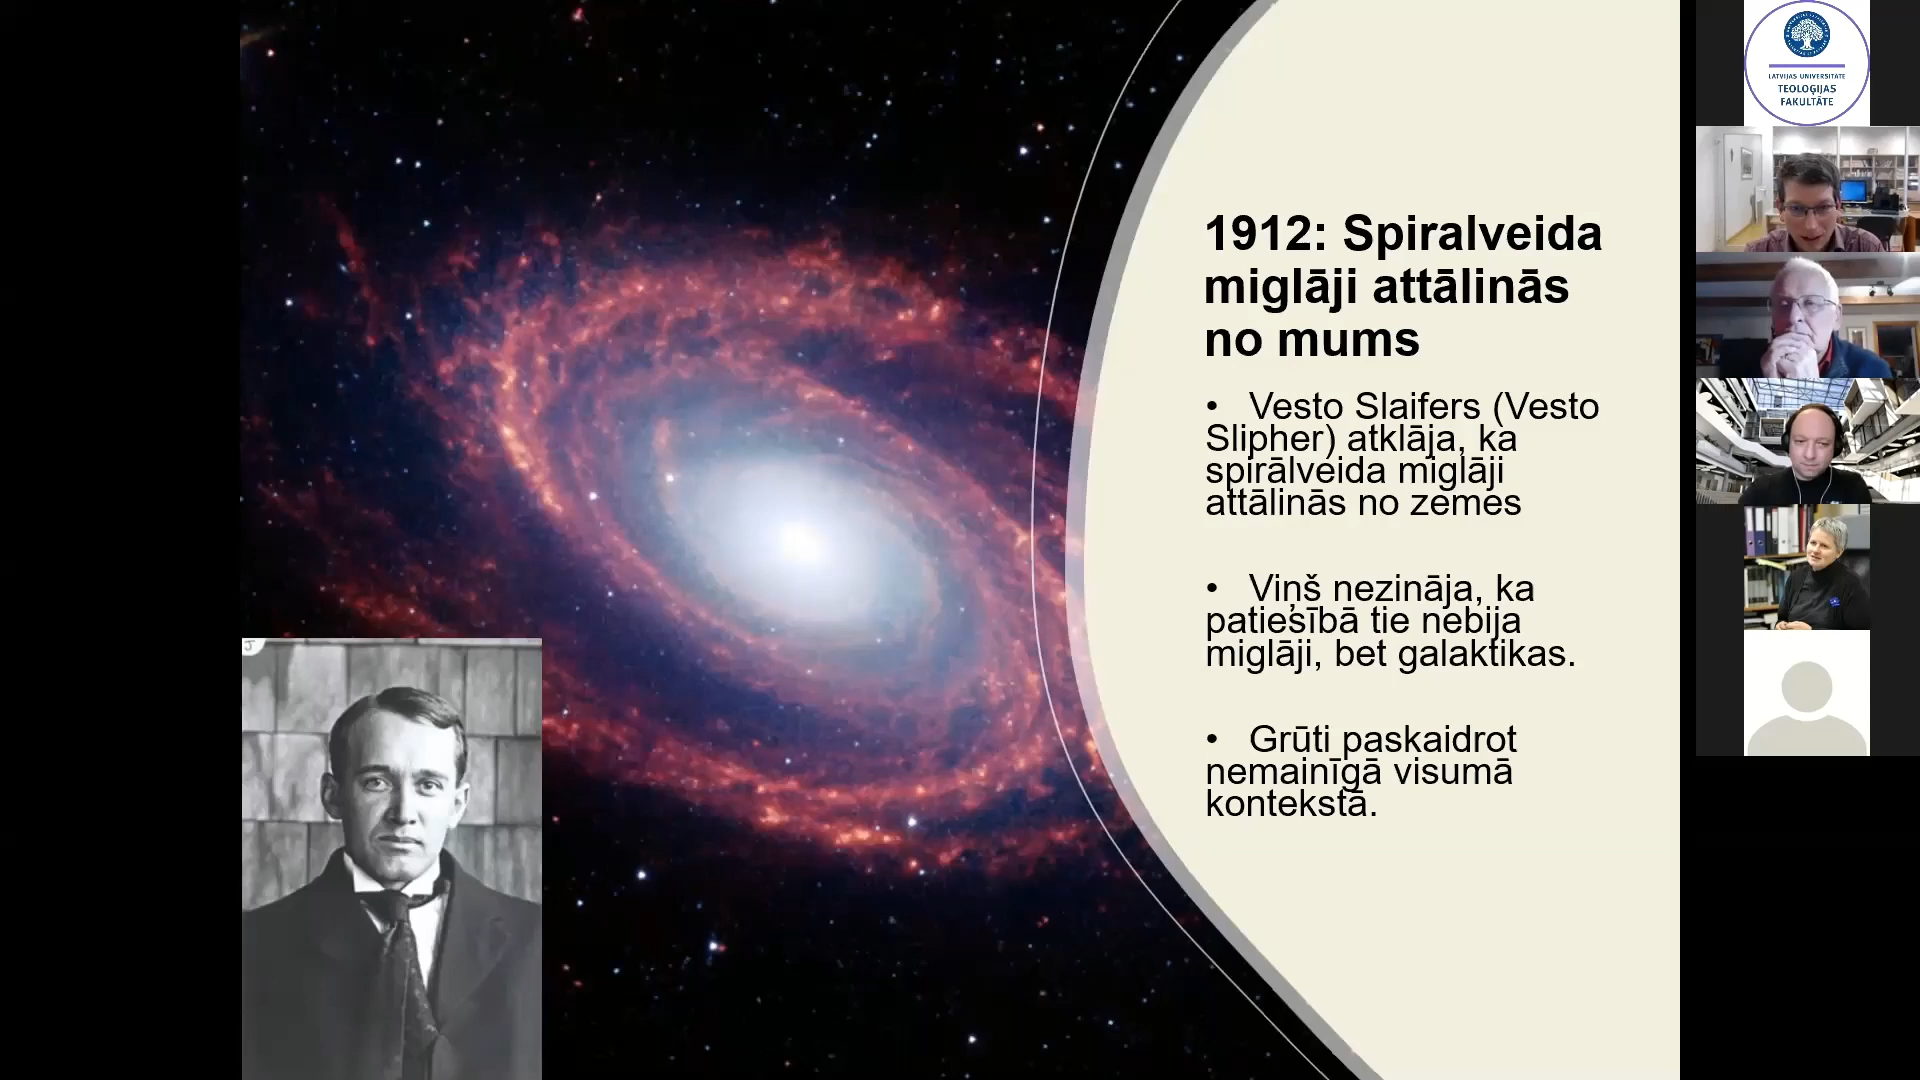 1912: Spiralveida
miglāji attālinās
no mums
• Vesto Slaifers (Vesto
Slipher) atklāja, ka
spirālveida miglāji
attālinās no zemes
• Viņš nezināja, ka
patiesībā tie nebija
miglāji, bet galaktikas.
• Grūti paskaidrot
nemainīgā visumā
kontekstā.
LATVIJAS UNIVERSITĀTE
TEOLOĢIJAS
FAKULTĀTE